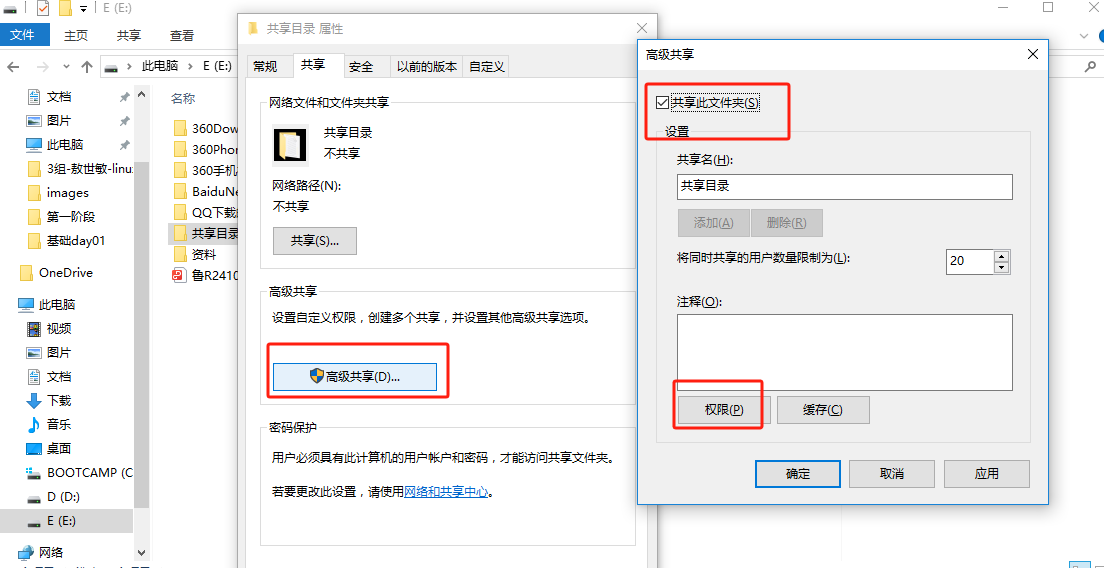 E (E:)
文件
主页
共享
查看
此电脑
E (E:)
文档
图片
此电脑
3组-敖世敏-linu
images
第一阶段
基础day01
OneDrive
此电脑
视频
图片
文档
下载
音乐
桌面
BOOTCAMP (C
D (D:)
E (E:)
网络
名称
360Dow
360Phon
360手机
BaiduNe
QQ下载
共享目录
资料
鲁R2410
共享目录 属性
常规
共享
安全
以前的版本
自定义
网络文件和文件夹共享
共享目录
不共享
网络路径(N):
不共享
共享(S)...
高级共享
设置自定义权限，创建多个共享，并设置其他高级共享选项。
高级共享(D)...
密码保护
用户必须具有此计算机的用户帐户和密码，才能访问共享文件夹。
若要更改此设置，请使用网络和共享中心。
高级共享
共享此文件夹(S)
设置
共享名(H):
共享目录
添加(A)
删除(R)
将同时共享的用户数量限制为(L):
20
注释(O):
权限(P)
缓存(C)
确定
取消
应用